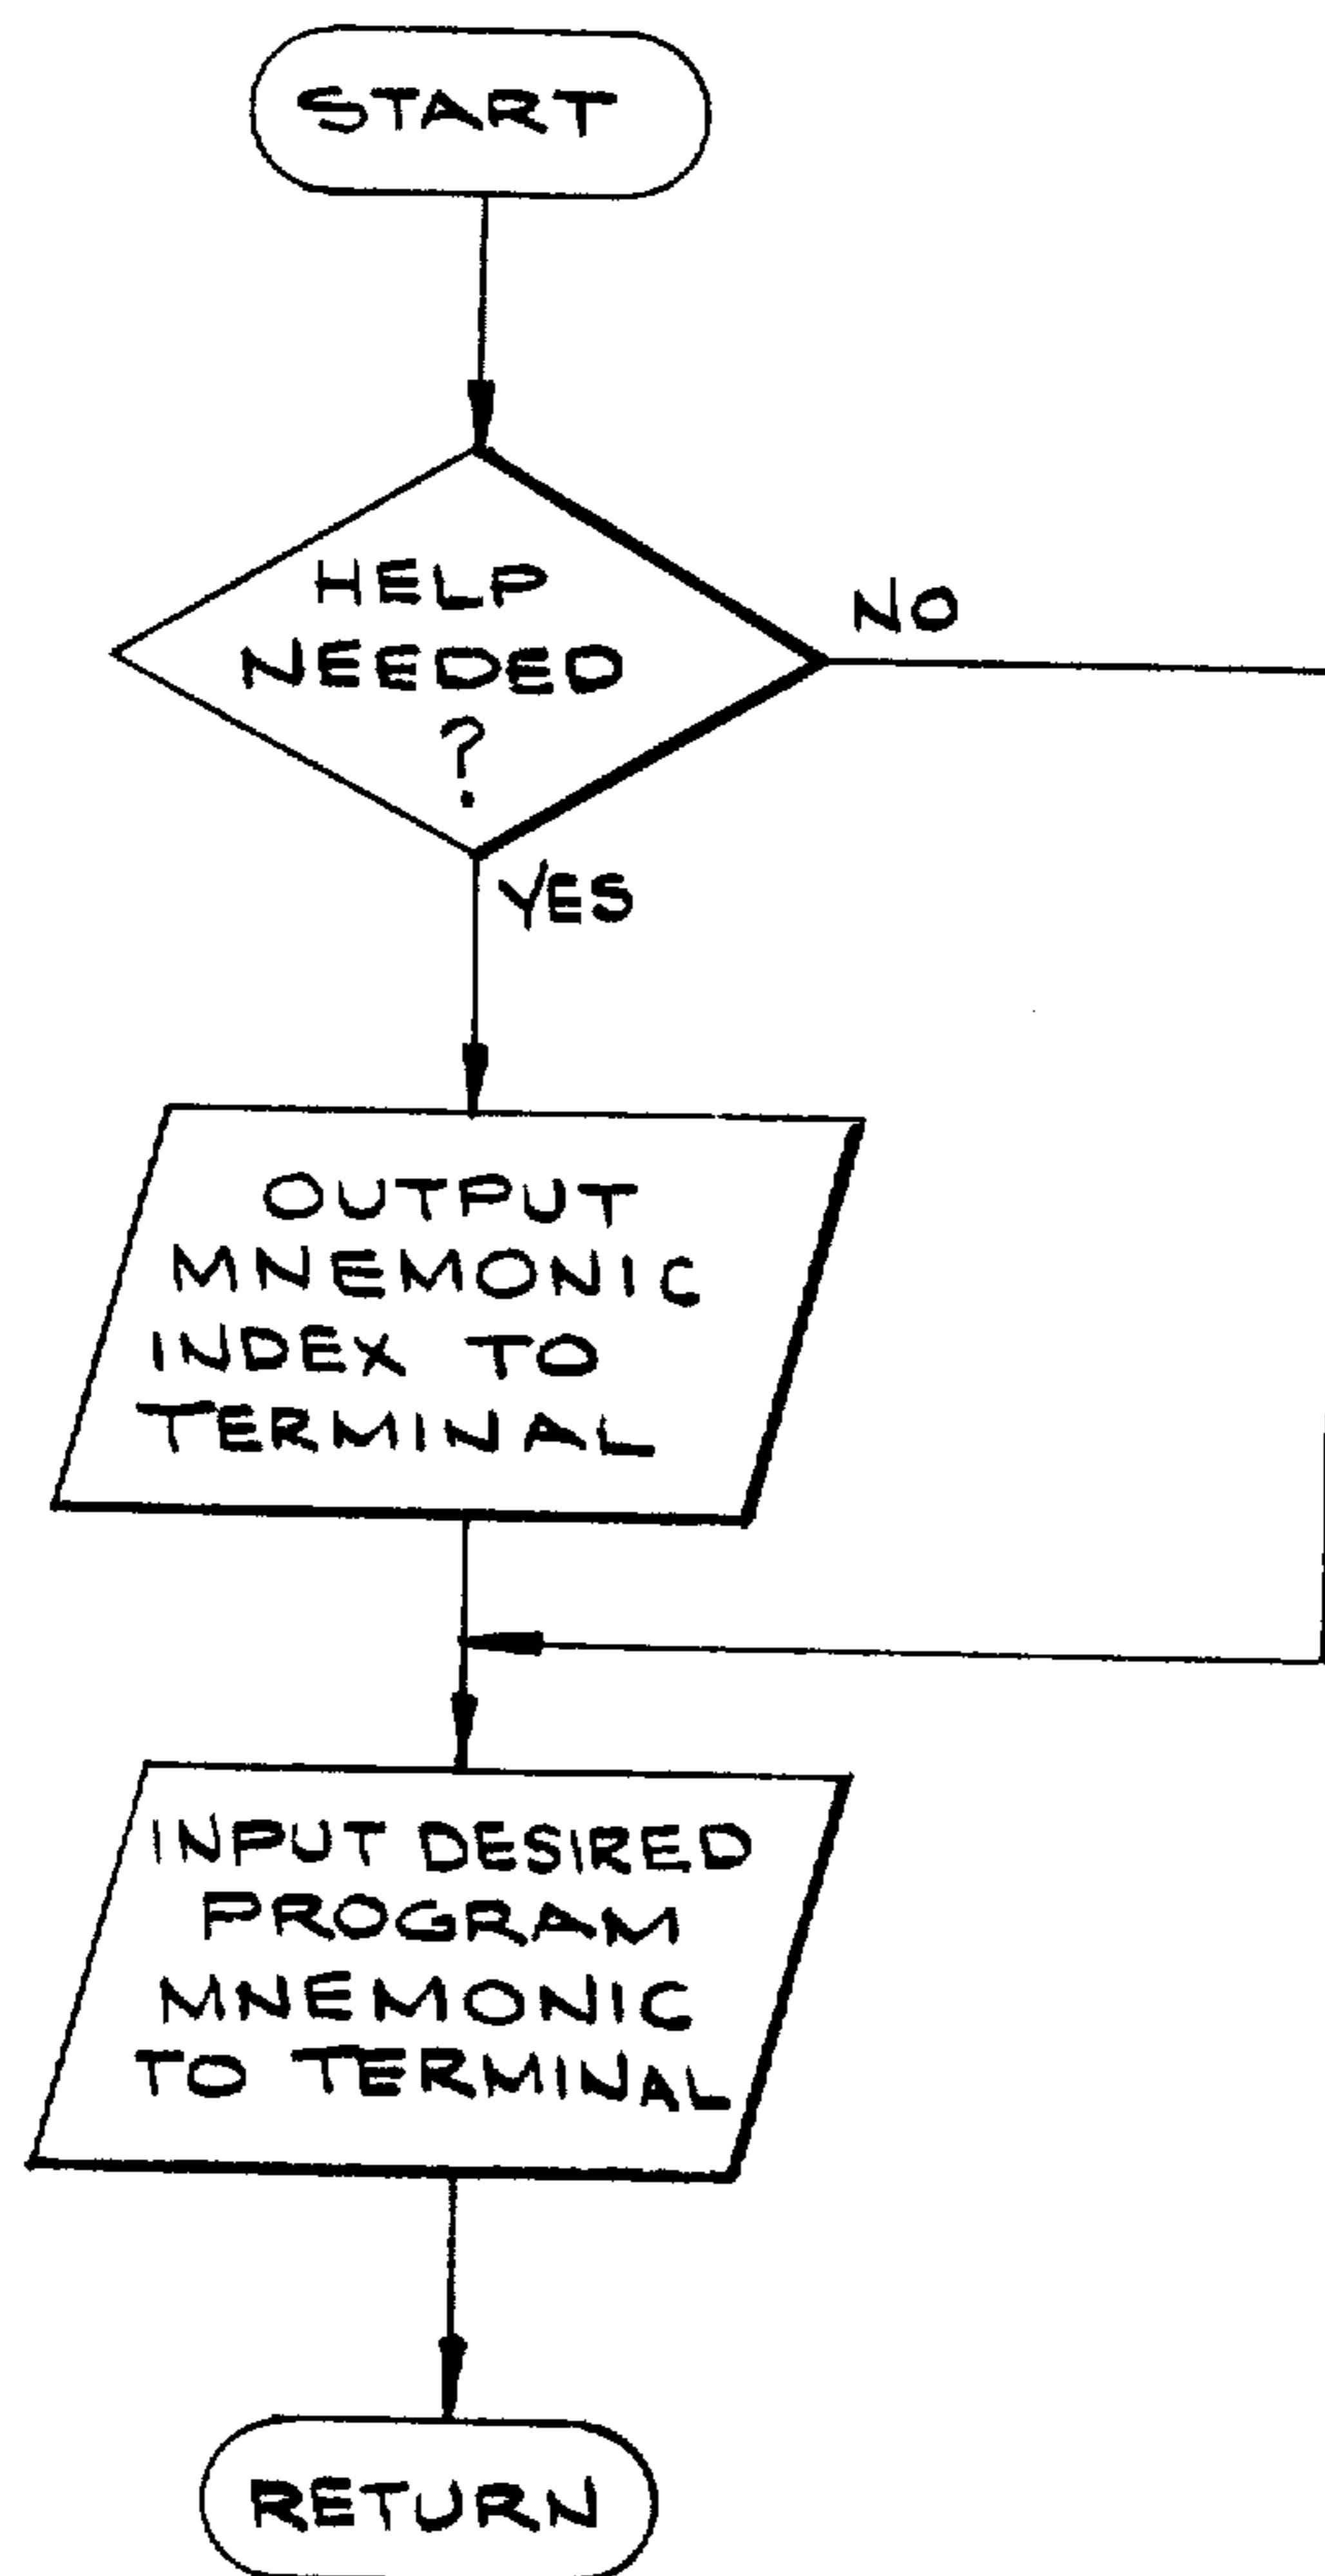 START
HELP
NEEDED
?
NO
YES
OUTPUT
MNEMONIC
INDEX TO
TERMINAL
INPUT DESIRED
PROGRAM
MNEMONIC
TO TERMINAL
RETURN